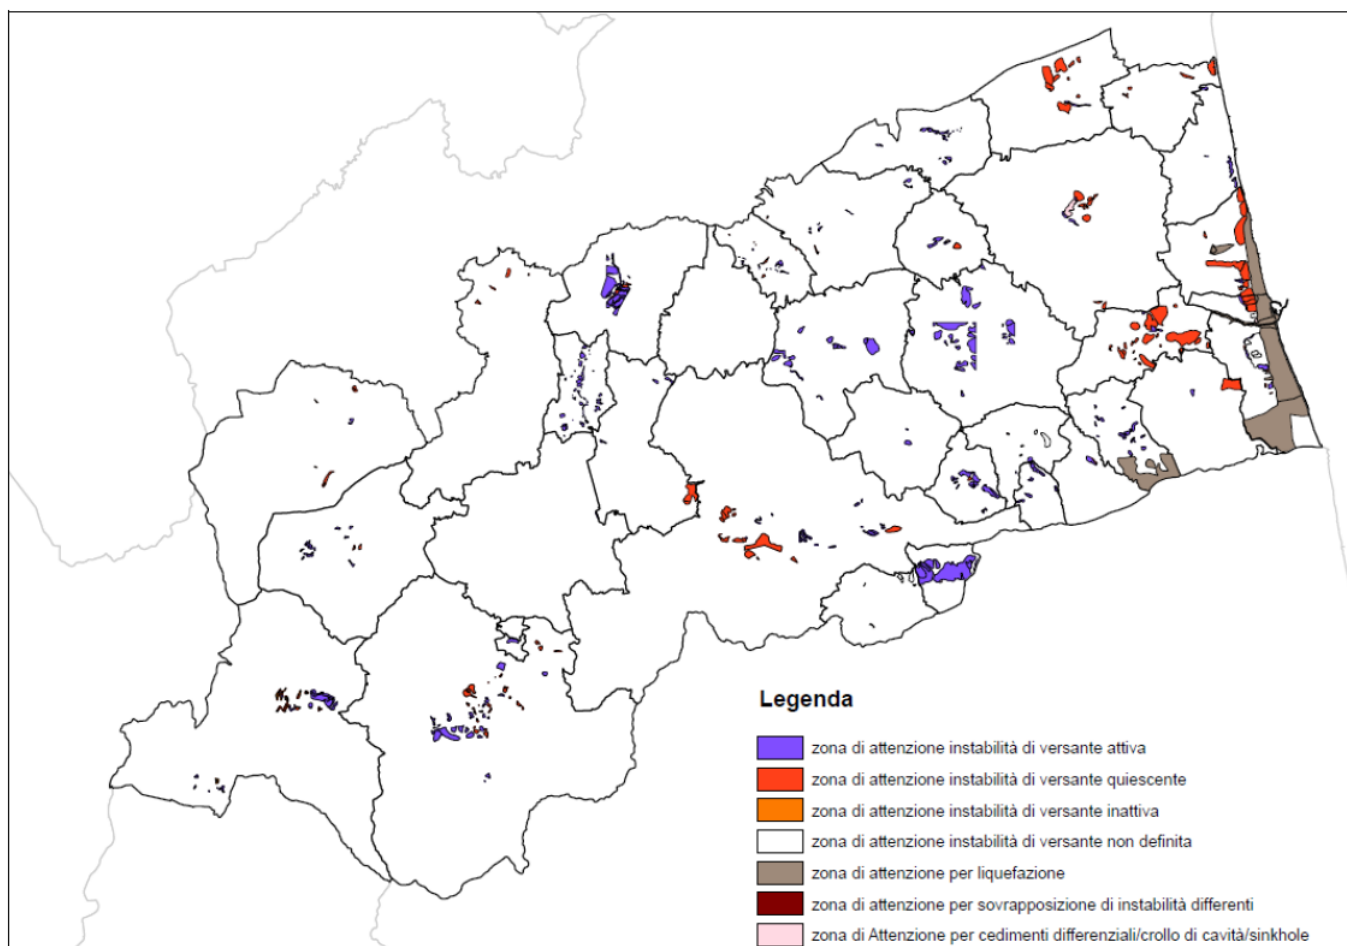 Legenda
zona di attenzione instabilità di versante attiva
zona di attenzione instabilità di versante quiescente
zona di attenzione instabilità di versante inattiva
zona di attenzione instabilità di versante non definita
zona di attenzione per liquefazione
zona di attenzione per sovrapposizione di instabilità differenti
zona di Attenzione per cedimenti differenziali/crollo di cavità/sinkhole